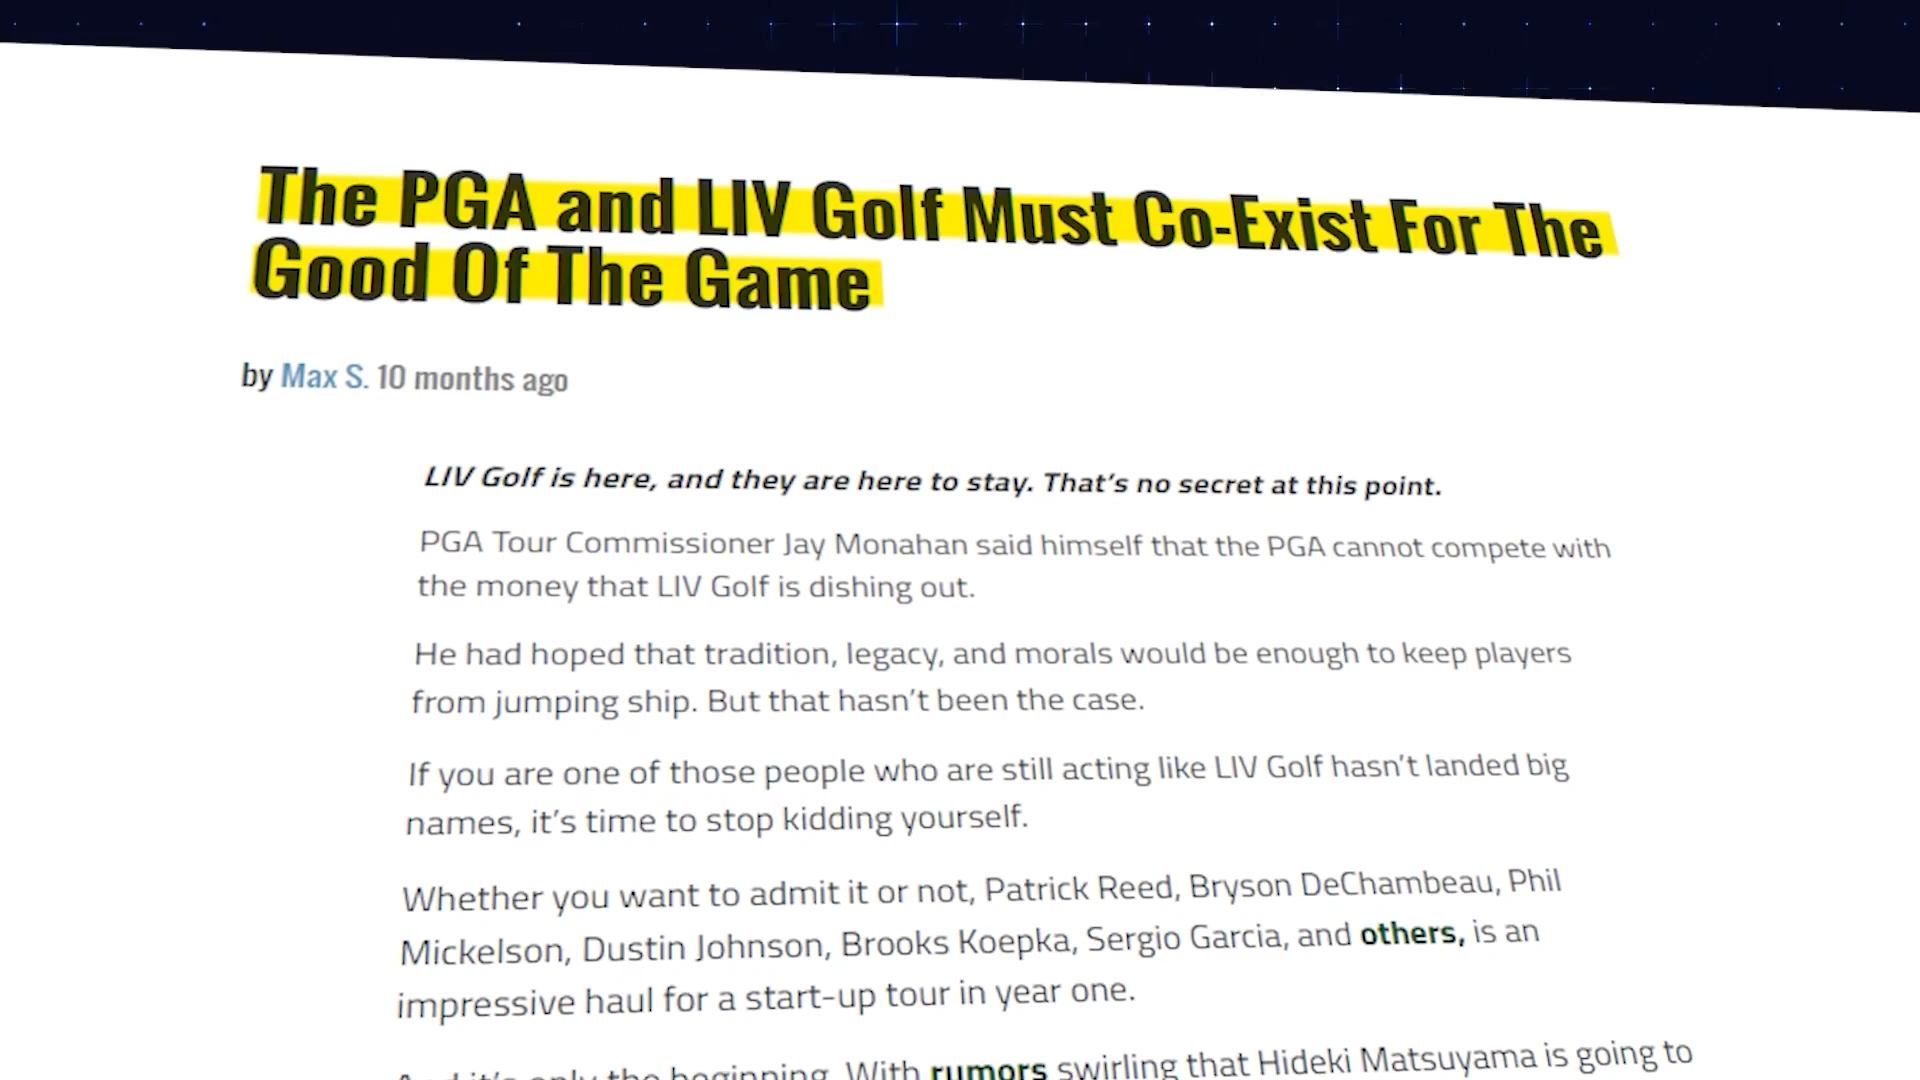 The PGA and LIV Golf Must Co-Exist For The
Good Of The Game
by Max S. 10 months ago
LIV Golf is here, and they are here to stay. That's no secret at this point.
PGA Tour Commissioner Jay Monahan said himself that the PGA cannot compete with
the money that LIV Golf is dishing out.
He had hoped that tradition, legacy, and morals would be enough to keep players
from jumping ship. But that hasn't been the case.
If you are one of those people who are still acting like LIV Golf hasn't landed big
names, it's time to stop kidding yourself.
Whether you want to admit it or not, Patrick Reed, Bryson DeChambeau, Phil
Mickelson, Dustin Johnson, Brooks Koepka, Sergio Garcia, and others, is an
impressive haul for a start-up tour in year one.
And it's only the beginning. With rumors swirling that Hideki Matsuyama is going to